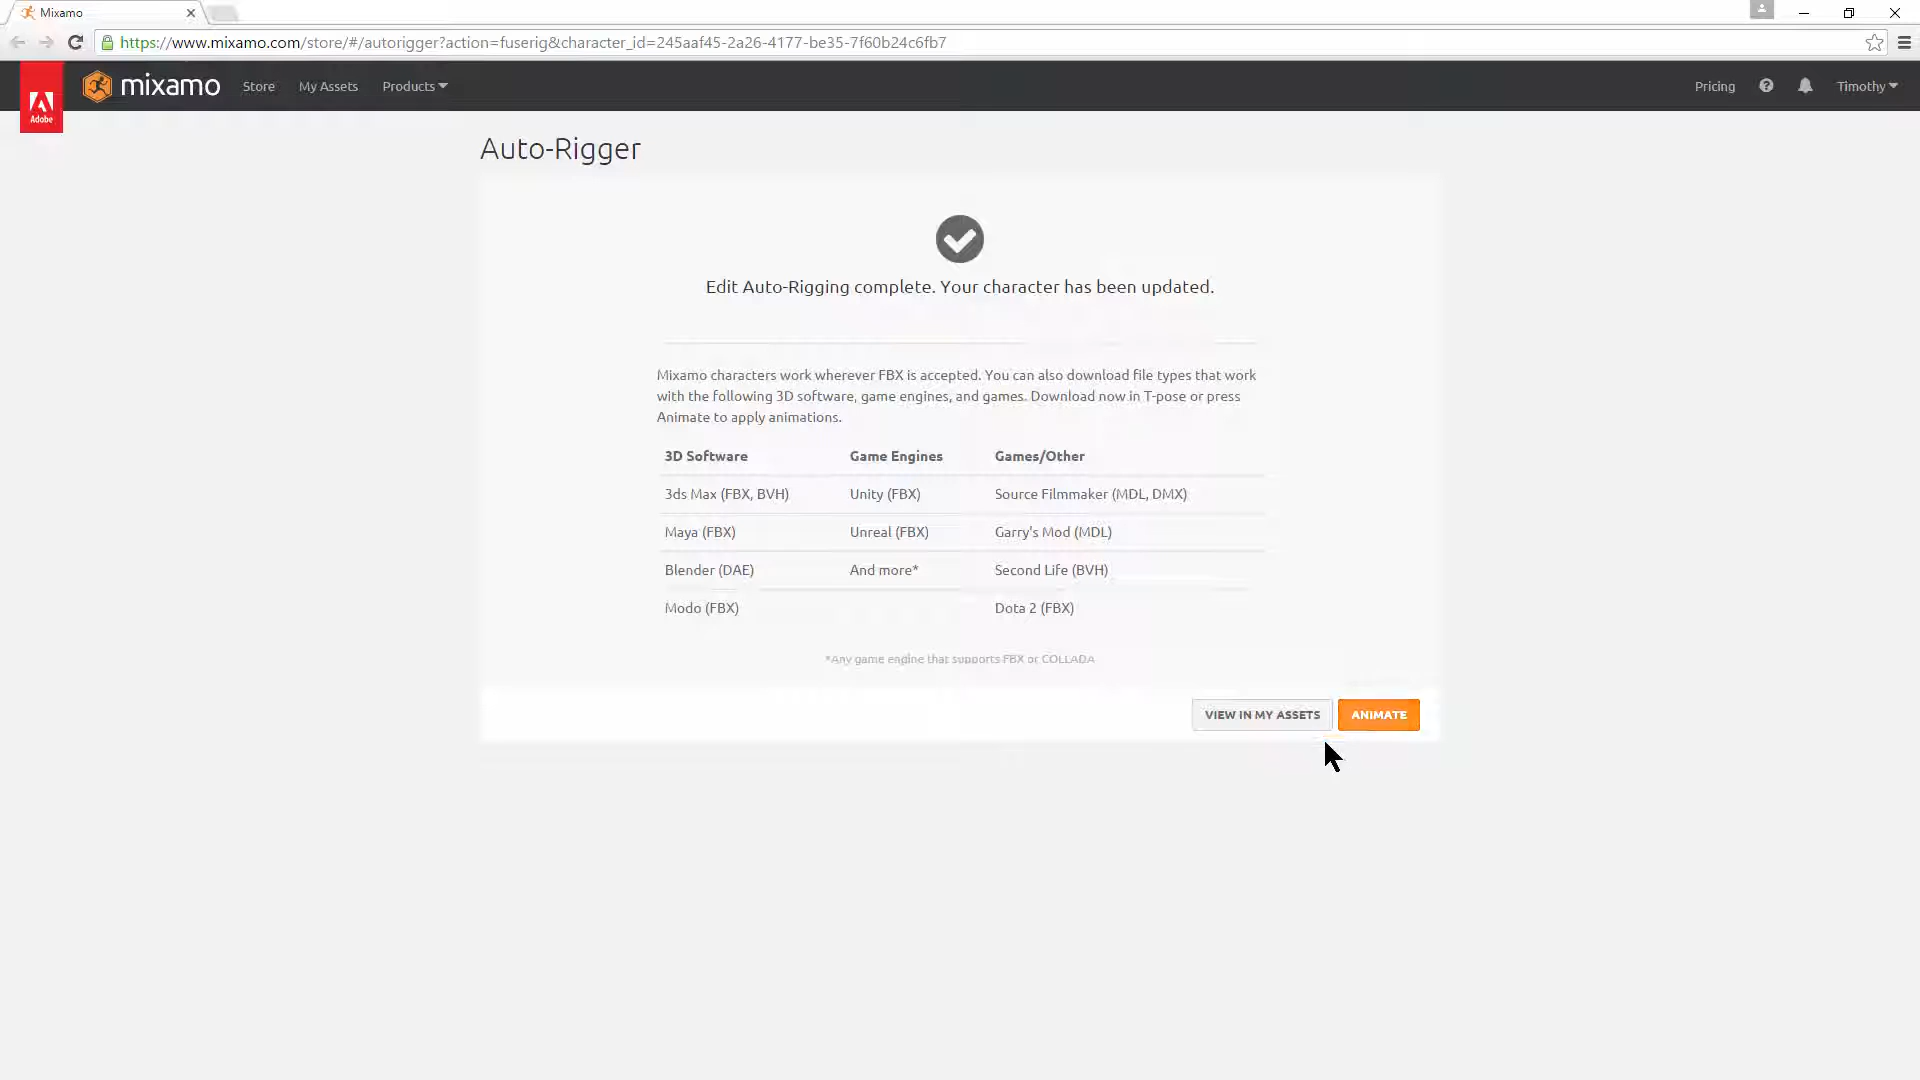 Mixamo
https://www.mixamo.com/store/#/autorigger?action=fuserig&character_id=245aaf45-2a26-4177-be35-7f60b24c6fb7
Adobe
mixamo Store My Assets Products Pricing Timothy
Auto-Rigger
Edit Auto-Rigging complete. Your character has been updated.
Mixamo characters work wherever FBX is accepted. You can also download file types that work
with the following 3D software, game engines, and games. Download now in T-pose or press
Animate to apply animations.
3D Software Game Engines Games/Other
3ds Max (FBX, BVH) Unity (FBX) Source Filmmaker (MDL, DMX)
Maya (FBX) Unreal (FBX) Garry's Mod (MDL)
Blender (DAE) And more* Second Life (BVH)
Modo (FBX) Dota 2 (FBX)
*Any game engine that supports FBX or COLLADA
VIEW IN MY ASSETS ANIMATE